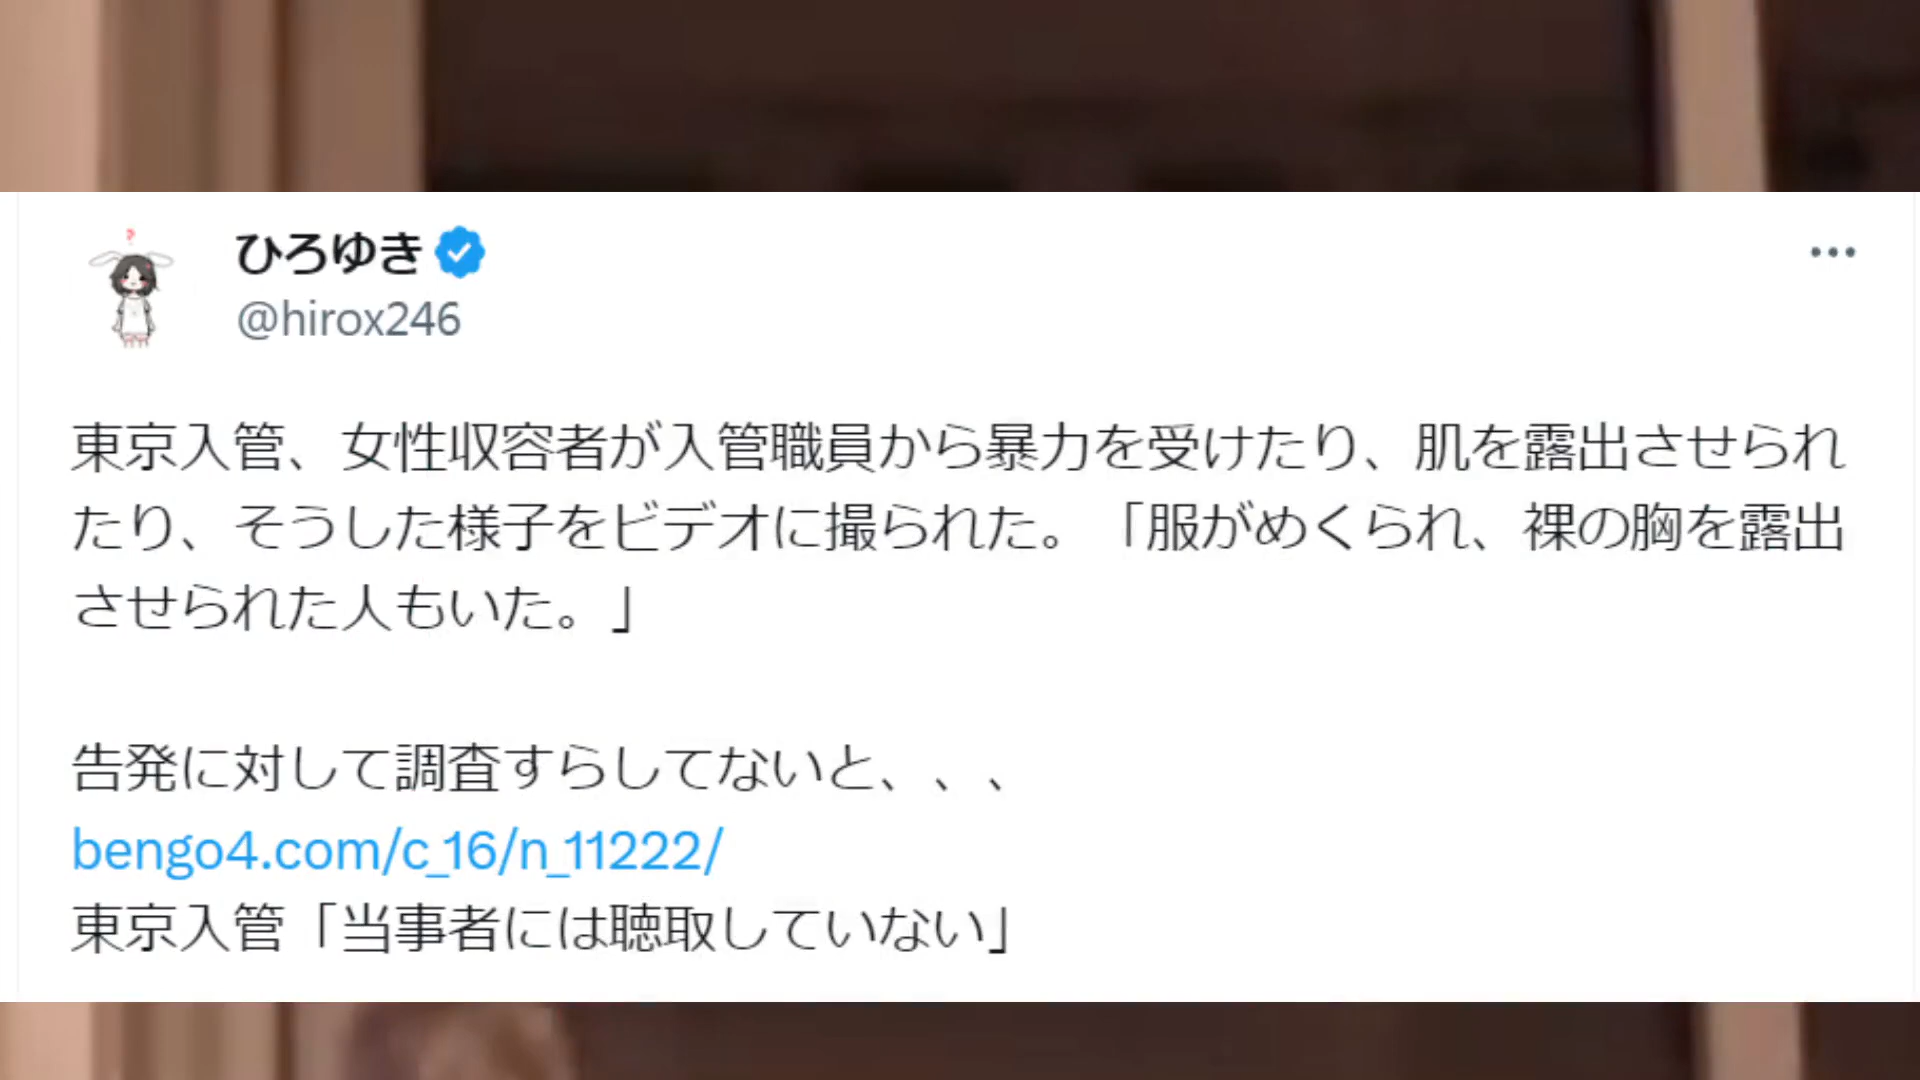 ひろゆき
@hirox246
東京入管、女性収容者が入管職員から暴力を受けたり、肌を露出させられ
たり、そうした様子をビデオに撮られた。「服がめくられ、裸の胸を露出
させられた人もいた。」
告発に対して調査すらしてないと、、、
bengo4.com/c_16/n_11222/
東京入管「当事者には聴取していない」